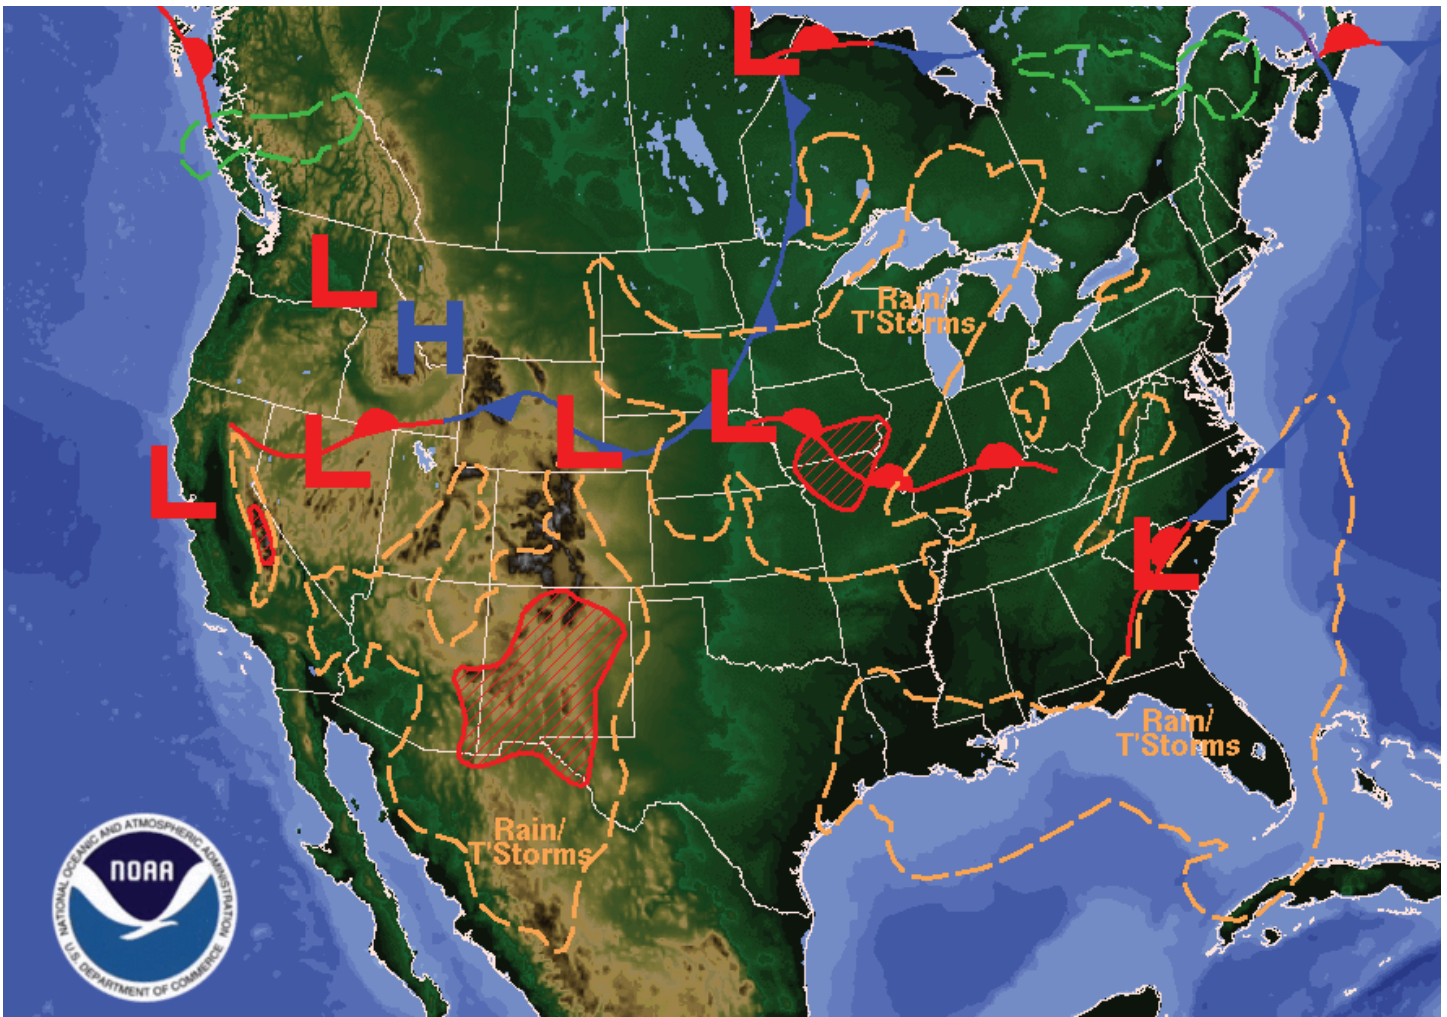 L
L
H
Rain/
T'Storms
L
L
L
L
L
Rain/
T'Storms
Rain/
T'Storms
NATIONAL OCEANIC AND ATMOSPHERIC ADMINISTRATION
NOAA
U.S. DEPARTMENT OF COMMERCE